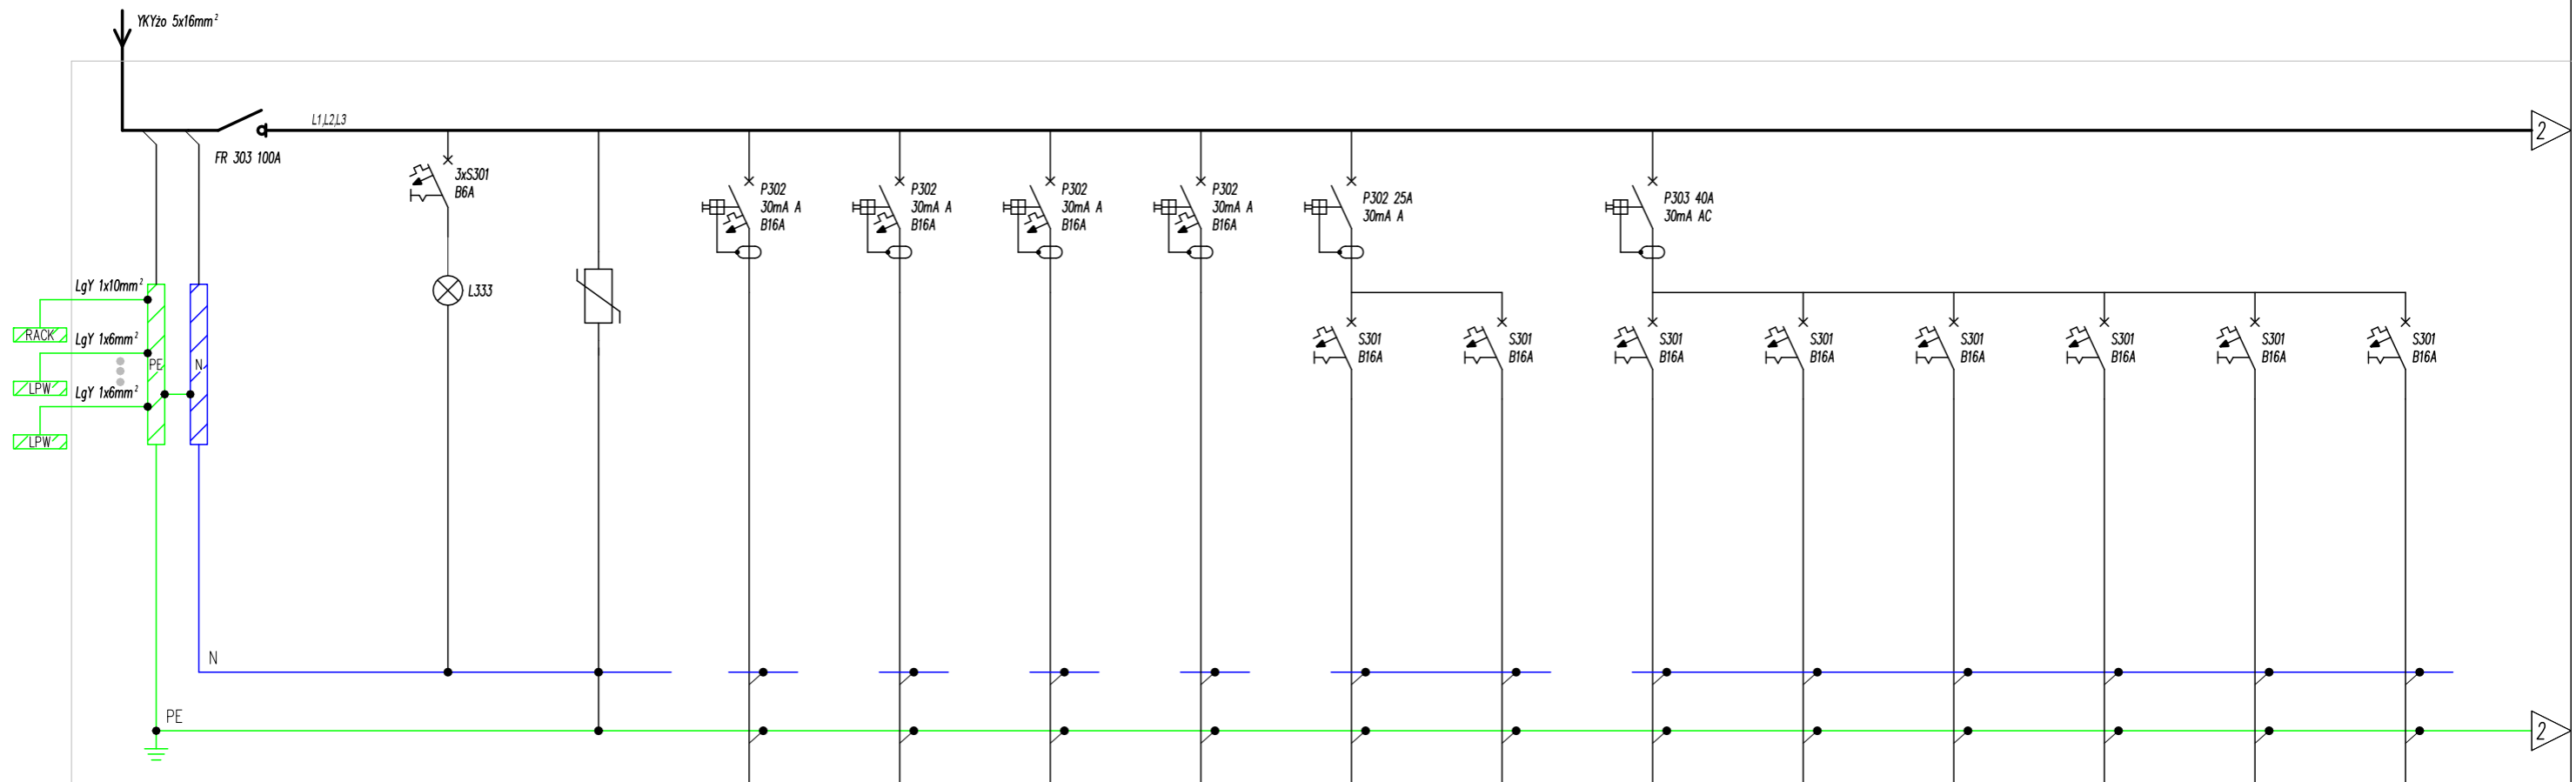 YKYżo 5x16mm²
L1,L2,L3
FR 303 100A
2
3xS301
B6A
P302
30mA A
B16A
P302
30mA A
B16A
P302
30mA A
B16A
P302
30mA A
B16A
P302 25A
30mA A
P303 40A
30mA AC
LgY 1x10mm²
L333
RACK
LgY 1x6mm²
PE
N
LPW
LgY 1x6mm²
LPW
S301
B16A
S301
B16A
S301
B16A
S301
B16A
S301
B16A
S301
B16A
S301
B16A
S301
B16A
N
PE
2